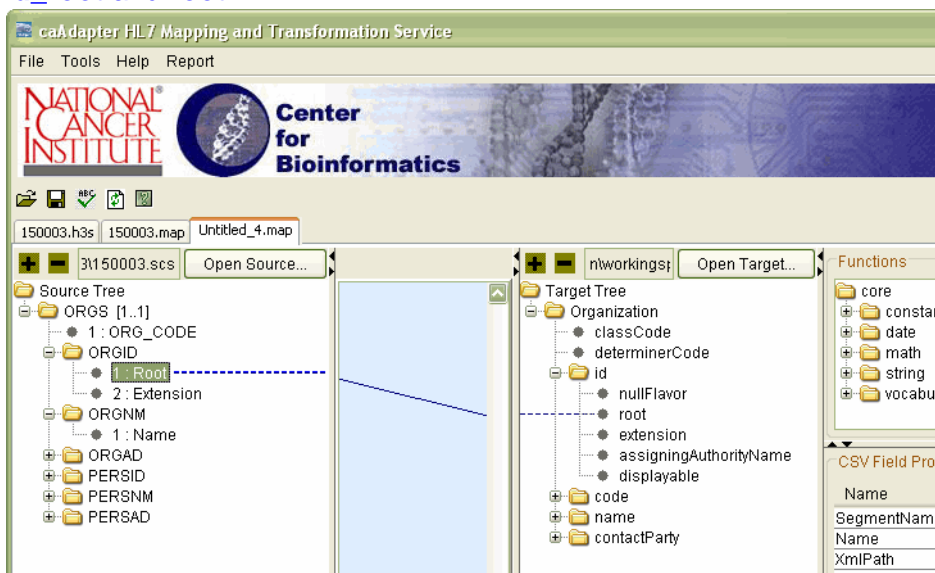 caAdapter HL7 Mapping and Transformation Service
File Tools Help Report
NATIONAL
CANCER
INSTITUTE
Center
for
Bioinformatics
150003.h3s 150003.map Untitled_4.map
3\150003.scs Open Source... n\workingsp Open Target... Functions
Source Tree
ORGS [1..1]
1 : ORG_CODE
ORGID
1 : Root
2 : Extension
ORGNM
1 : Name
ORGAD
PERSID
PERSNM
PERSAD
Target Tree
Organization
classCode
determinerCode
id
nullFlavor
root
extension
assigningAuthorityName
displayable
code
name
contactParty
core
constan
date
math
string
vocabu
CSV Field Pro
Name
SegmentNam
Name
XmlPath